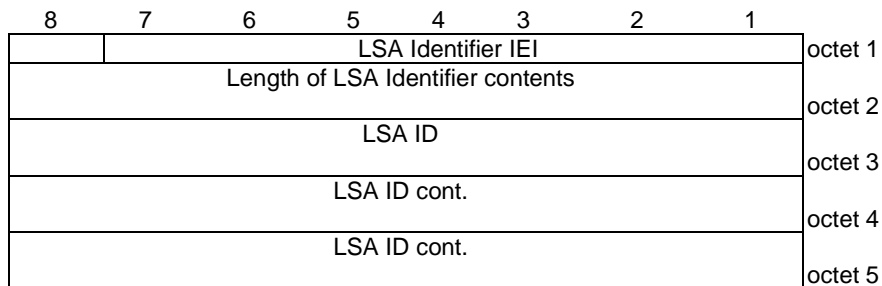 8 7 6 5 4 3 2 1
LSA Identifier IEI octet 1
Length of LSA Identifier contents
octet 2
LSA ID
octet 3
LSA ID cont.
octet 4
LSA ID cont.
octet 5